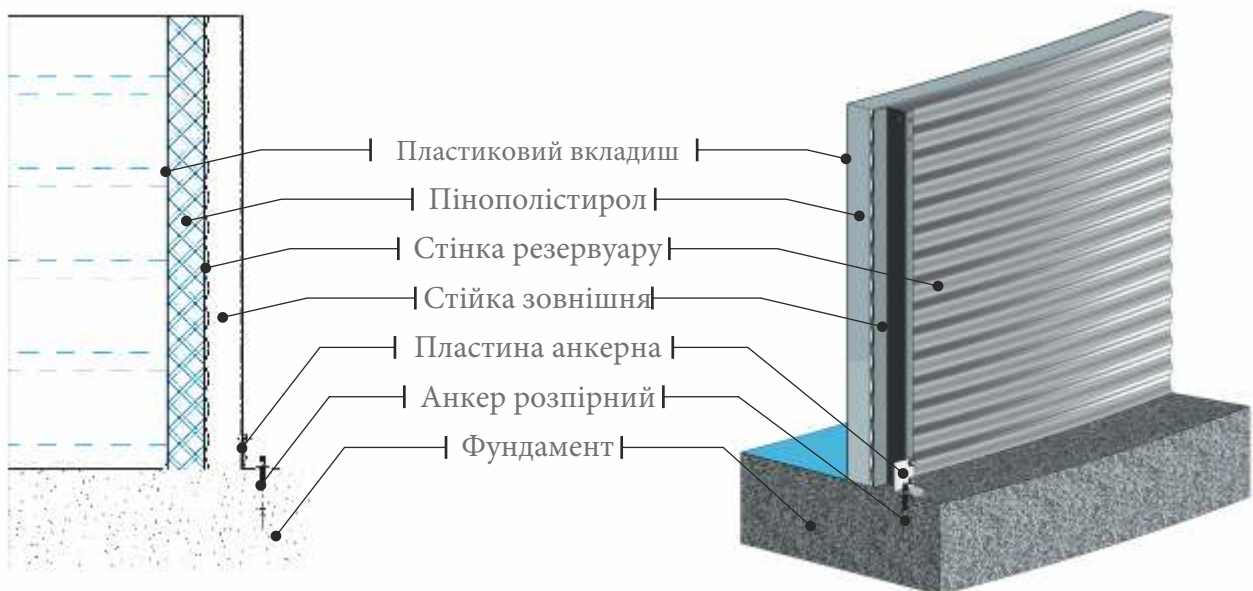 Пластиковий вкладиш
Пінополістирол
Стінка резервуару
Стійка зовнішня
Пластина анкерна
Анкер розпірний
Фундамент